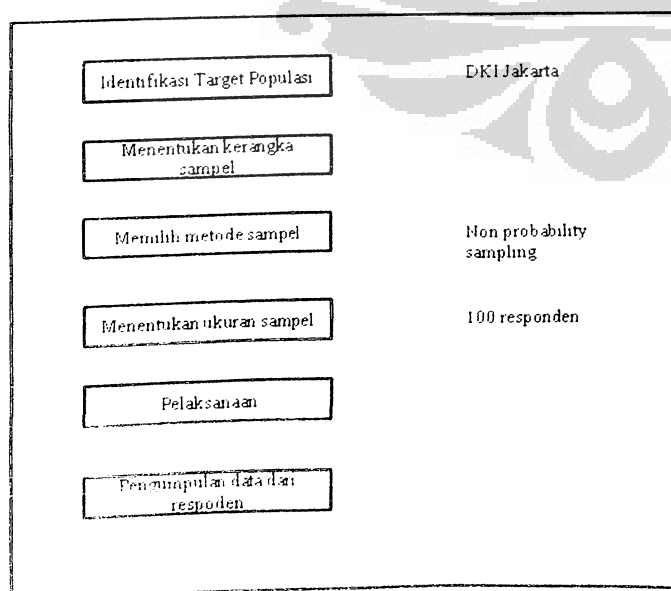 Identifikasi Target Populasi
DKI Jakarta
Menentukan kerangka
sampel
Memilih metode sampel
Non probability
sampling
Menentukan ukuran sampel
100 responden
Pelaksanaan
Pengumpulan data dari
respoden